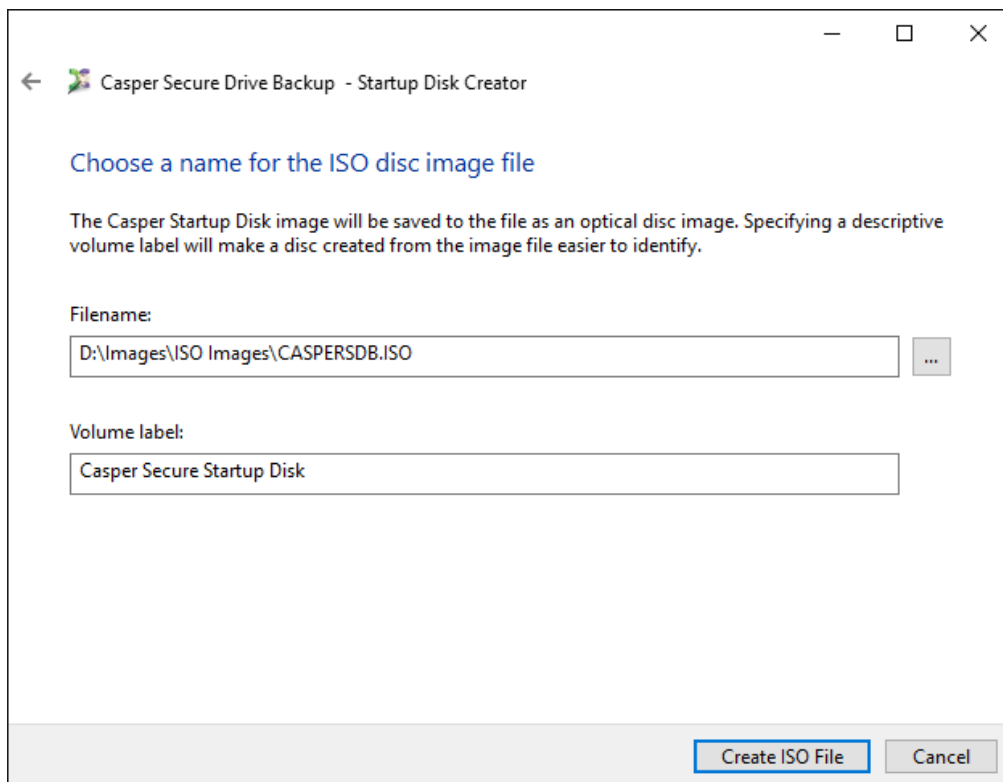 Casper Secure Drive Backup - Startup Disk Creator
Choose a name for the ISO disc image file
The Casper Startup Disk image will be saved to the file as an optical disc image. Specifying a descriptive
volume label will make a disc created from the image file easier to identify.
Filename:
D:\Images\ISO Images\CASPERSDB.ISO
...
Volume label:
Casper Secure Startup Disk
Create ISO File
Cancel